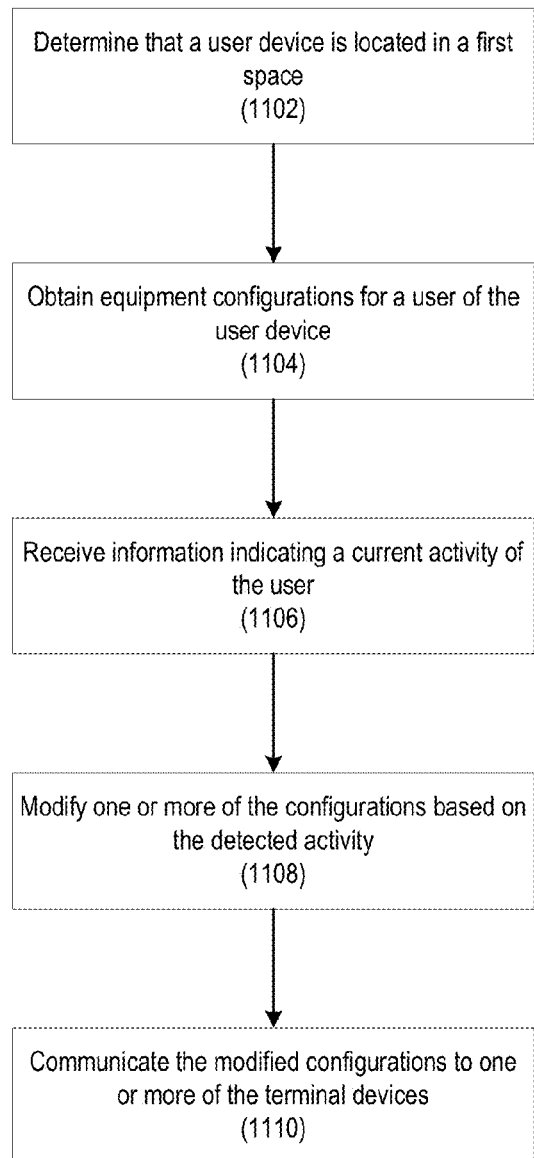 Determine that a user device is located in a first
space
(1102)
Obtain equipment configurations for a user of the
user device
(1104)
Receive information indicating a current activity of
the user
(1106)
Modify one or more of the configurations based on
the detected activity
(1108)
Communicate the modified configurations to one
or more of the terminal devices
(1110)